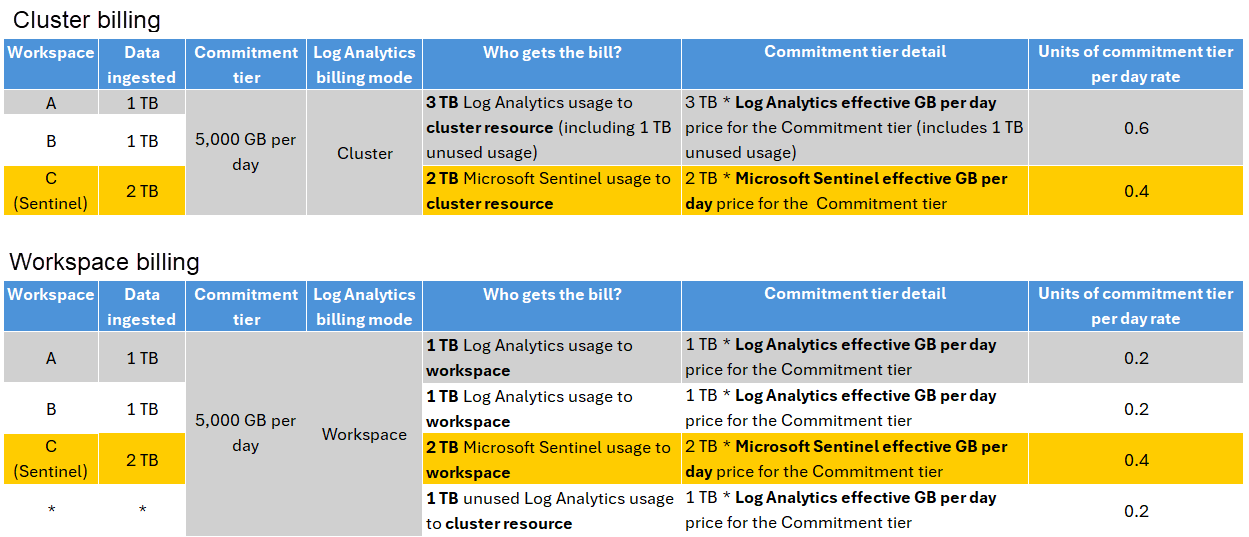 Cluster billing
Workspace
Data
ingested
Commitment
tier
Log Analytics
billing mode
Who gets the bill?
Commitment tier detail
Units of commitment tier
per day rate
A
1 TB
5,000 GB per
day
Cluster
3 TB Log Analytics usage to
cluster resource (including 1 TB
unused usage)
3 TB * Log Analytics effective GB per day
price for the Commitment tier (includes 1 TB
unused usage)
0.6
B
1 TB
C
(Sentinel)
2 TB
2 TB Microsoft Sentinel usage to
cluster resource
2 TB * Microsoft Sentinel effective GB per
day price for the Commitment tier
0.4
Workspace billing
Workspace
Data
ingested
Commitment
tier
Log Analytics
billing mode
Who gets the bill?
Commitment tier detail
Units of commitment tier
per day rate
A
1 TB
5,000 GB per
day
Workspace
1 TB Log Analytics usage to
workspace
1 TB * Log Analytics effective GB per day
price for the Commitment tier
0.2
B
1 TB
1 TB Log Analytics usage to
workspace
1 TB * Log Analytics effective GB per day
price for the Commitment tier
0.2
C
(Sentinel)
2 TB
2 TB Microsoft Sentinel usage to
workspace
2 TB * Microsoft Sentinel effective GB per
day price for the Commitment tier
0.4
*
*
1 TB unused Log Analytics usage
to cluster resource
1 TB * Log Analytics effective GB per day
price for the Commitment tier
0.2